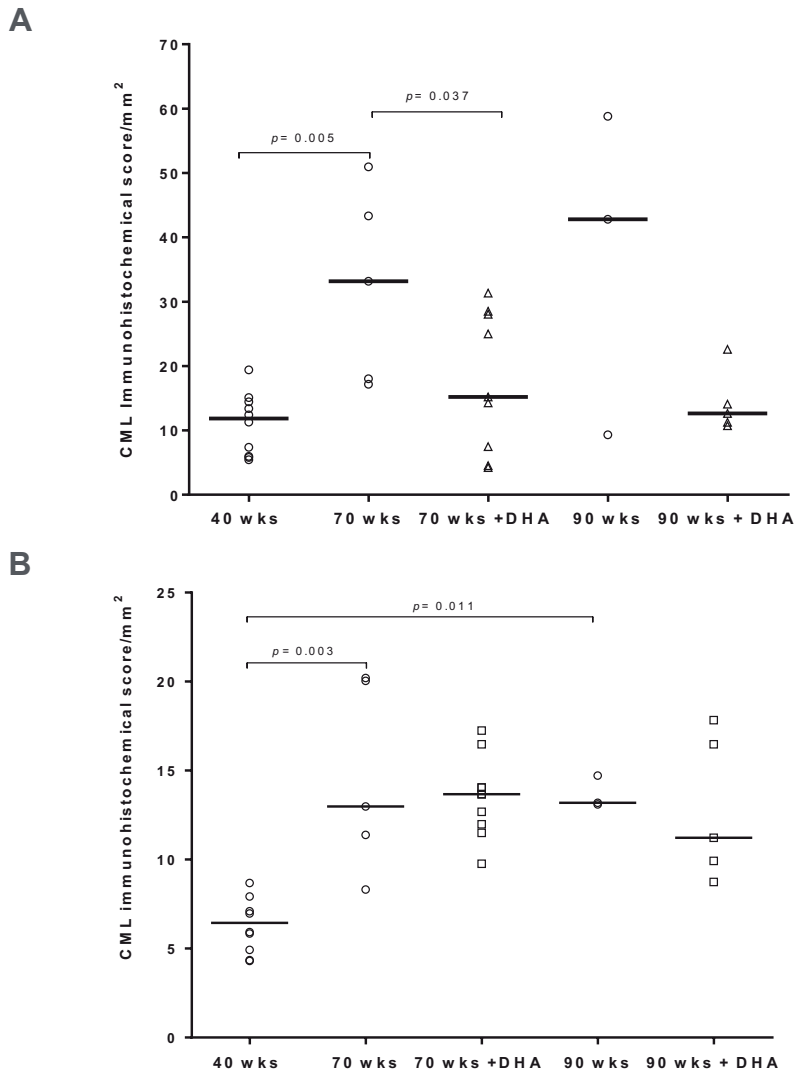 A
CML Immunohistochemical score/mm2
70
60
50
40
30
20
10
0
p= 0.005
p= 0.037
40 wks 70 wks 70 wks +DHA 90 wks 90 wks + DHA
B
CML immunohistochemical score/mm2
25
20
15
10
5
0
p= 0.011
p= 0.003
40 wks 70 wks 70 wks +DHA 90 wks 90 wks + DHA